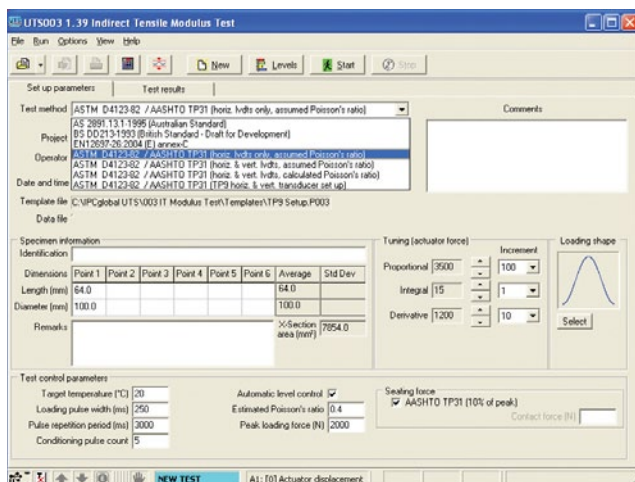 UTS003 1.39 Indirect Tensile Modulus Test
File Run Options View Help
New Levels Start Stop
Set up parameters Test results
Test method ASTM D4123-82 / AASHTO TP31 (horiz. lvdts only, assumed Poisson's ratio) Comments
AS 2891.13.1-1995 (Australian Standard)
Project BS DD213-1993 (British Standard - Draft for Development)
EN12697-26:2004 (E) annex-C
Operator ASTM D4123-82 / AASHTO TP31 (horiz. lvdts only, assumed Poisson's ratio)
ASTM D4123-82 / AASHTO TP31 (horiz. & vert. lvdts, assumed Poisson's ratio)
ASTM D4123-82 / AASHTO TP31 (horiz. & vert. lvdts, calculated Poisson's ratio)
Date and time ASTM D4123-82 / AASHTO TP31 (TP9 horiz. & vert. transducer set up)
Template file C:\IPCglobal UTS\003 IT Modulus Test\Templates\TP9 Setup.P003
Data file
Specimen information Tuning (actuator force) Loading shape
Identification Increment
Dimensions Point 1 Point 2 Point 3 Point 4 Point 5 Point 6 Average Std Dev Proportional 3500 100
Length (mm) 64.0 64.0 Integral 15 1
Diameter (mm) 100.0 100.0 Derivative 1200 10
Remarks X-Section area (mm²) 7854.0 Select
Test control parameters
Target temperature (°C) 20 Automatic level control Seating force
Loading pulse width (ms) 250 Estimated Poisson's ratio 0.4 AASHTO TP31 (10% of peak)
Pulse repetition period (ms) 3000 Peak loading force (N) 2000 Contact force (N)
Conditioning pulse count 5
NEW TEST A1: [0] Actuator displacement